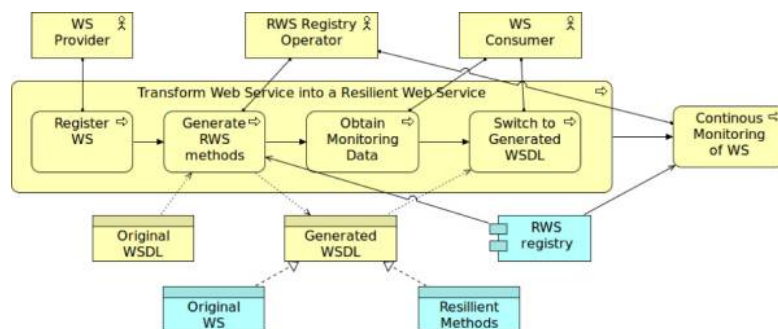 WS
Provider
RWS Registry
Operator
WS
Consumer
Transform Web Service into a Resilient Web Service
Register
WS
Generate
RWS
methods
Obtain
Monitoring
Data
Switch to
Generated
WSDL
Continous
Monitoring
of WS
Original
WSDL
Generated
WSDL
RWS
registry
Original
WS
Resillient
Methods